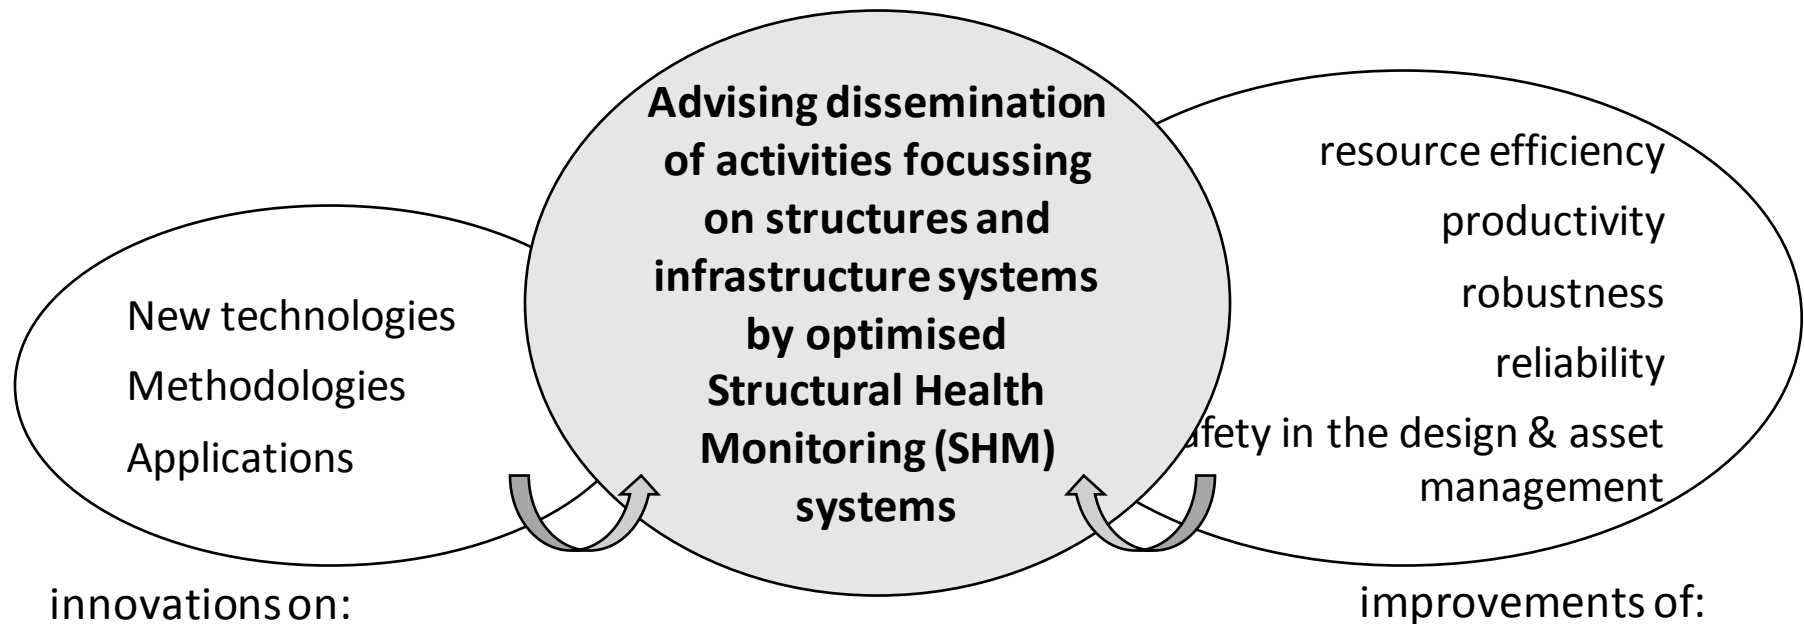 Advising dissemination
of activities focussing
on structures and
infrastructure systems
by optimised
Structural Health
Monitoring (SHM)
systems
New technologies
Methodologies
Applications
innovations on:
resource efficiency
productivity
robustness
reliability
afety in the design & asset
management
improvements of: